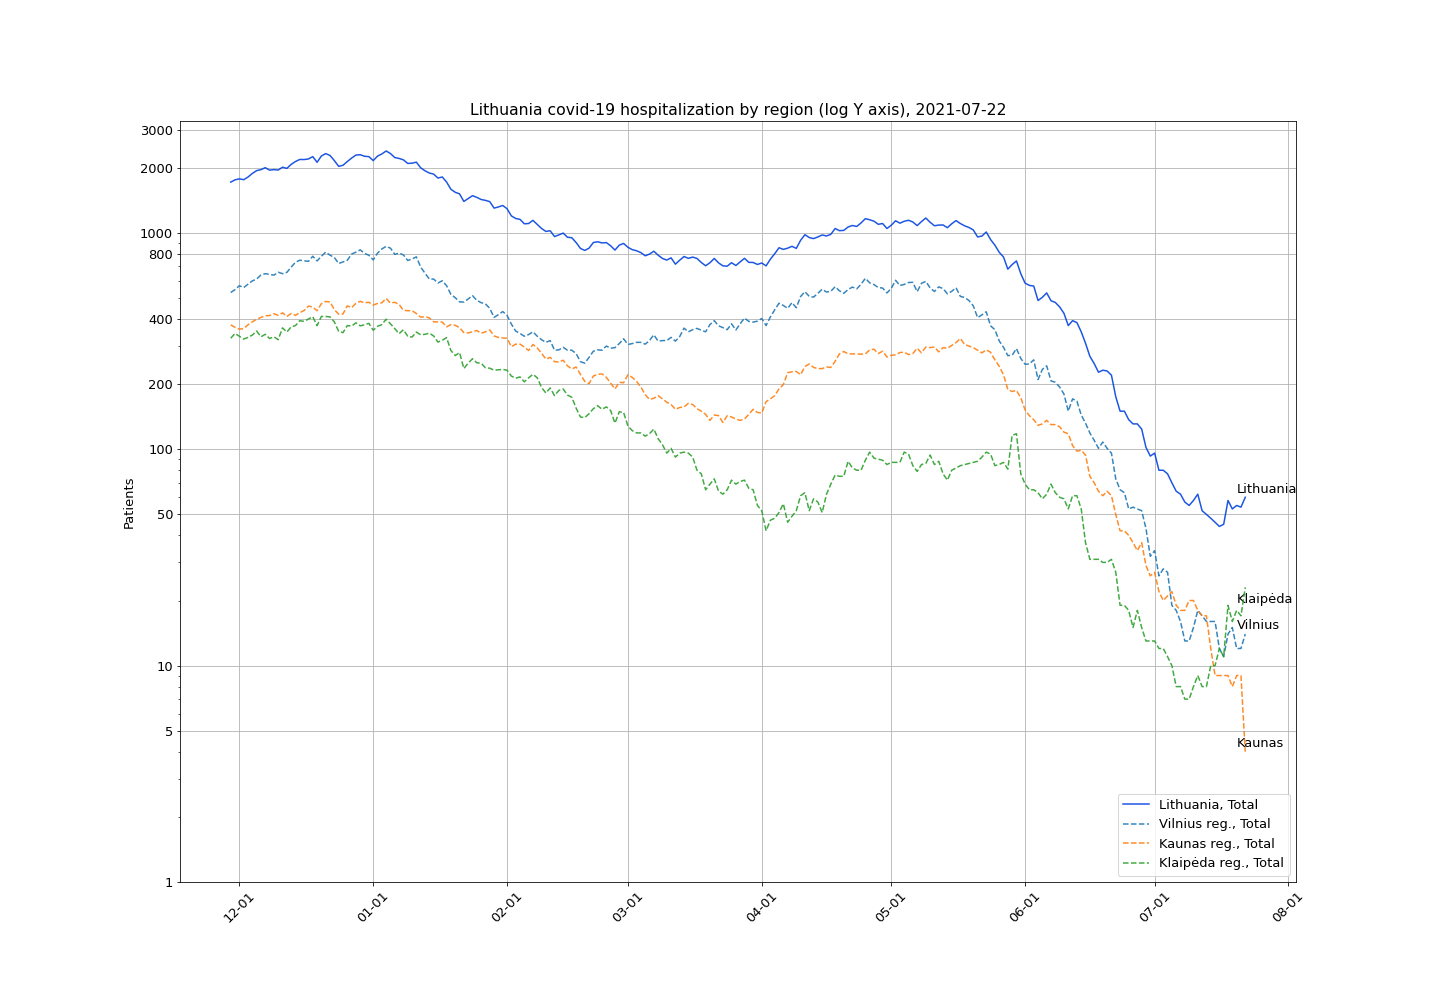 Lithuania covid-19 hospitalization by region (log Y axis), 2021-07-22
3000
2000
1000
800
400
200
100
50
10
5
1
Patients
Lithuania
Klaipėda
Vilnius
Kaunas
Lithuania, Total
Vilnius reg., Total
Kaunas reg., Total
Klaipėda reg., Total
12-01
01-01
02-01
03-01
04-01
05-01
06-01
07-01
08-01